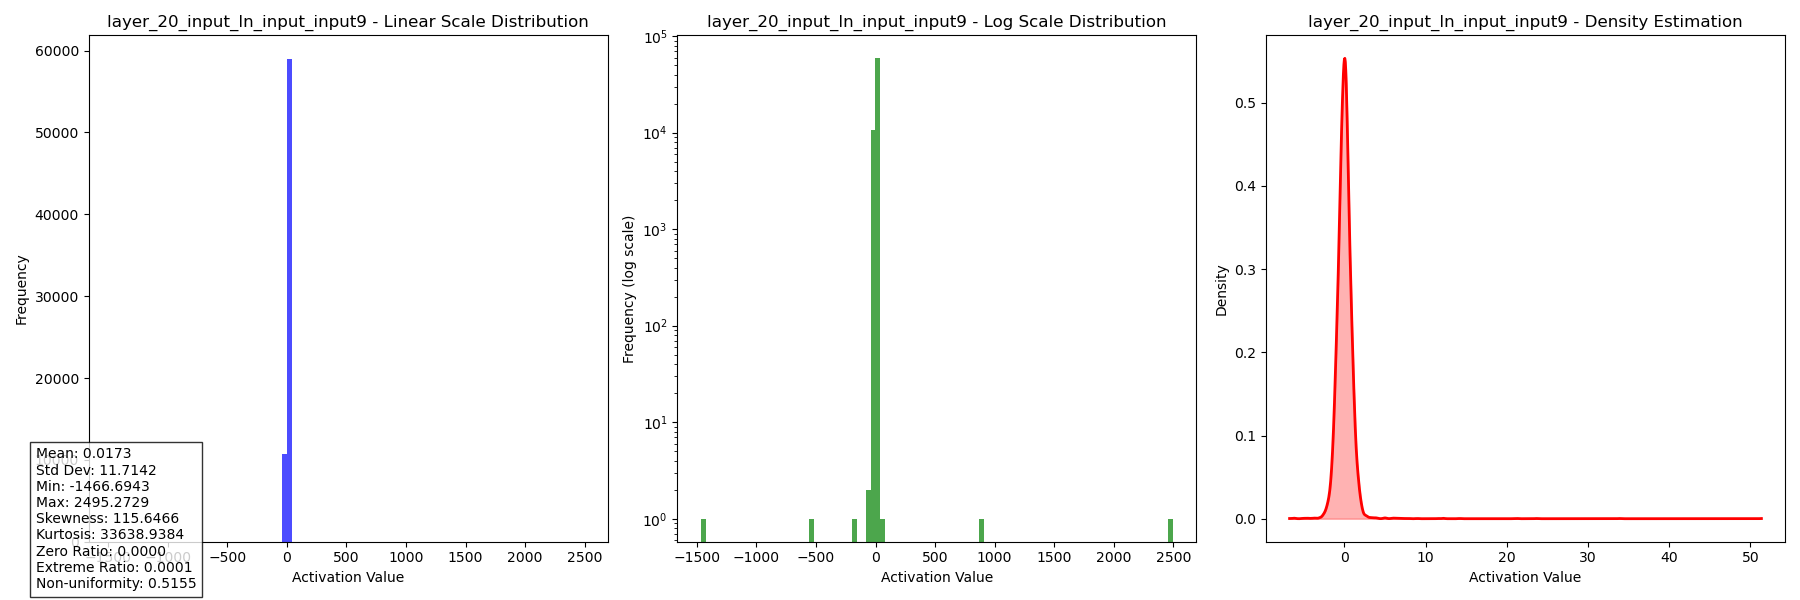 layer_20_input_ln_input_input9 - Linear Scale Distribution
60000
50000
40000
30000
20000
10000
0
Frequency
−500
0
500
1000
1500
2000
2500
Activation Value
Mean: 0.0173
Std Dev: 11.7142
Min: -1466.6943
Max: 2495.2729
Skewness: 115.6466
Kurtosis: 33638.9384
Zero Ratio: 0.0000
Extreme Ratio: 0.0001
Non-uniformity: 0.5155
layer_20_input_ln_input_input9 - Log Scale Distribution
10^5
10^4
10^3
10^2
10^1
10^0
Frequency (log scale)
−1500
−1000
−500
0
500
1000
1500
2000
2500
Activation Value
layer_20_input_ln_input_input9 - Density Estimation
0.5
0.4
0.3
0.2
0.1
0.0
Density
0
10
20
30
40
50
Activation Value